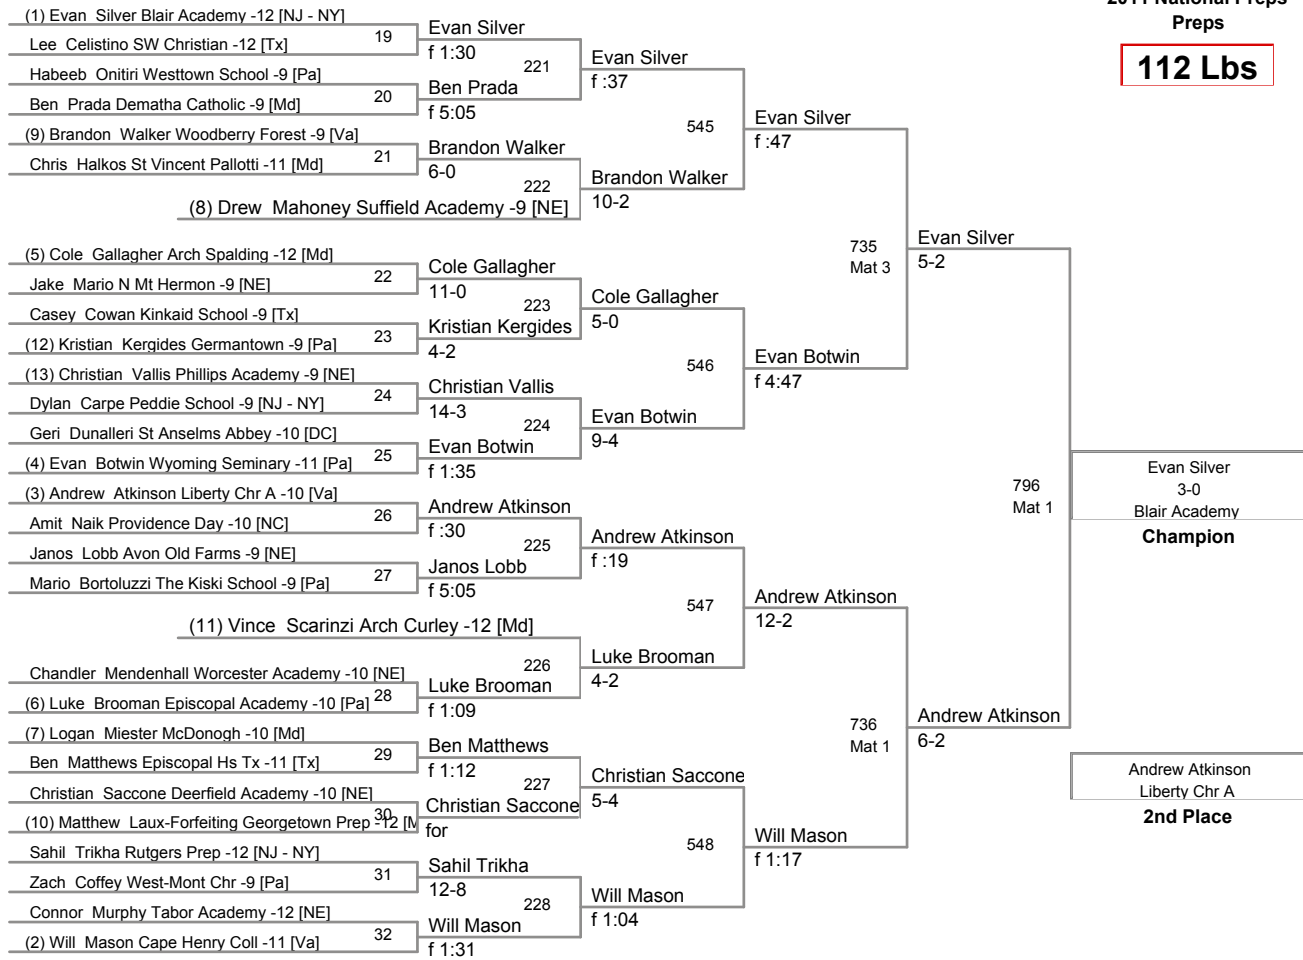 2011 National Preps
Preps
112 Lbs
(1) Evan Silver Blair Academy -12 [NJ - NY]
Lee Celistino SW Christian -12 [Tx]
19
Evan Silver
f 1:30
Habeeb Onitiri Westtown School -9 [Pa]
Ben Prada Dematha Catholic -9 [Md]
20
Ben Prada
f 5:05
221
Evan Silver
f :37
(9) Brandon Walker Woodberry Forest -9 [Va]
Chris Halkos St Vincent Pallotti -11 [Md]
21
Brandon Walker
6-0
(8) Drew Mahoney Suffield Academy -9 [NE]
222
Brandon Walker
10-2
545
Evan Silver
f :47
(5) Cole Gallagher Arch Spalding -12 [Md]
Jake Mario N Mt Hermon -9 [NE]
22
Cole Gallagher
11-0
Casey Cowan Kinkaid School -9 [Tx]
(12) Kristian Kergides Germantown -9 [Pa]
23
Kristian Kergides
4-2
223
Cole Gallagher
5-0
(13) Christian Vallis Phillips Academy -9 [NE]
Dylan Carpe Peddie School -9 [NJ - NY]
24
Christian Vallis
14-3
Geri Dunalleri St Anselms Abbey -10 [DC]
(4) Evan Botwin Wyoming Seminary -11 [Pa]
25
Evan Botwin
f 1:35
224
Evan Botwin
9-4
546
Evan Botwin
f 4:47
735
Mat 3
Evan Silver
5-2
(3) Andrew Atkinson Liberty Chr A -10 [Va]
Amit Naik Providence Day -10 [NC]
26
Andrew Atkinson
f :30
Janos Lobb Avon Old Farms -9 [NE]
Mario Bortoluzzi The Kiski School -9 [Pa]
27
Janos Lobb
f 5:05
225
Andrew Atkinson
f :19
(11) Vince Scarinzi Arch Curley -12 [Md]
Chandler Mendenhall Worcester Academy -10 [NE]
(6) Luke Brooman Episcopal Academy -10 [Pa]
28
Luke Brooman
f 1:09
226
Luke Brooman
4-2
547
Andrew Atkinson
12-2
(7) Logan Miester McDonogh -10 [Md]
Ben Matthews Episcopal Hs Tx -11 [Tx]
29
Ben Matthews
f 1:12
Christian Saccone Deerfield Academy -10 [NE]
(10) Matthew Laux-Forfeiting Georgetown Prep -12 [M
30
Christian Saccone
for
227
Christian Saccone
5-4
Sahil Trikha Rutgers Prep -12 [NJ - NY]
Zach Coffey West-Mont Chr -9 [Pa]
31
Sahil Trikha
12-8
Connor Murphy Tabor Academy -12 [NE]
(2) Will Mason Cape Henry Coll -11 [Va]
32
Will Mason
f 1:31
228
Will Mason
f 1:04
548
Will Mason
f 1:17
736
Mat 1
Andrew Atkinson
6-2
796
Mat 1
Evan Silver
3-0
Blair Academy
Champion
Andrew Atkinson
Liberty Chr A
2nd Place